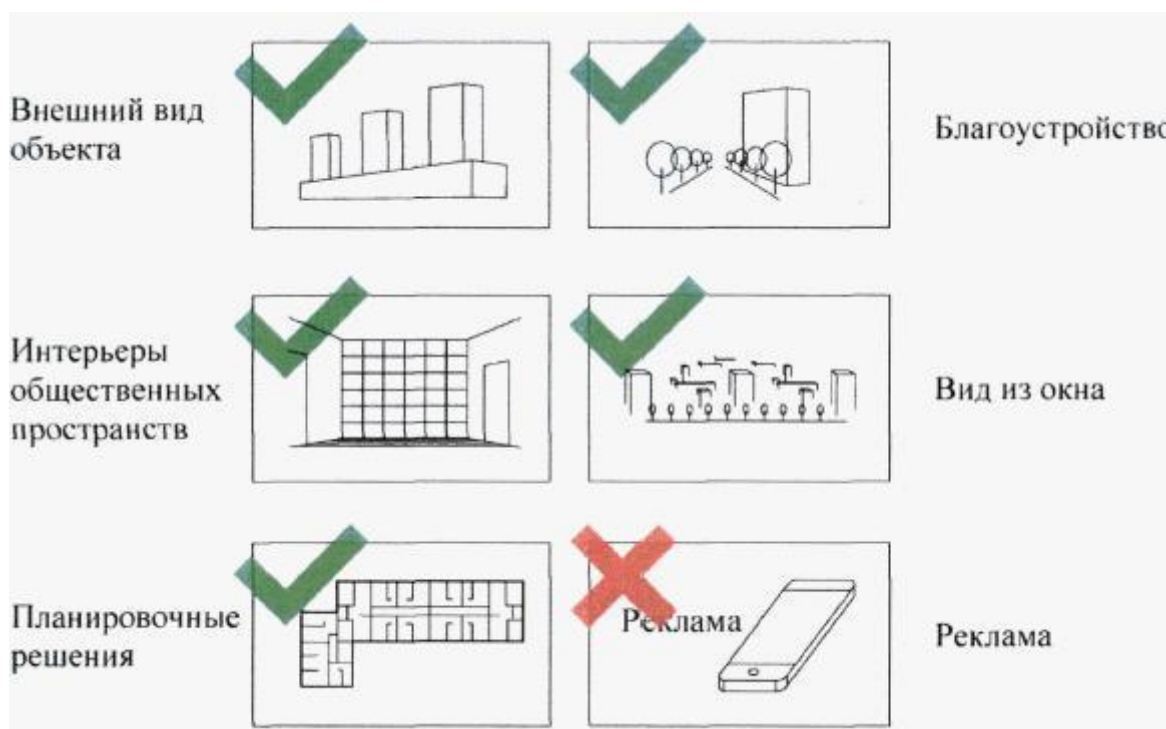 Внешний вид
объекта
Благоустройство
Интерьеры
общественных
пространств
Вид из окна
Планировочные
решения
Реклама
Реклама